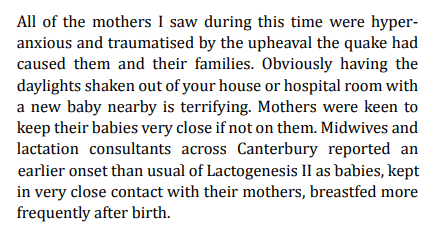 All of the mothers I saw during this time were hyper-
anxious and traumatised by the upheaval the quake had
caused them and their families. Obviously having the
daylights shaken out of your house or hospital room with
a new baby nearby is terrifying. Mothers were keen to
keep their babies very close if not on them. Midwives and
lactation consultants across Canterbury reported an
earlier onset than usual of Lactogenesis II as babies, kept
in very close contact with their mothers, breastfed more
frequently after birth.